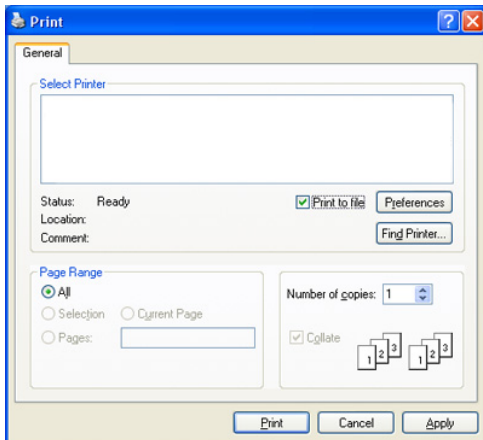 Print
General
Select Printer
Status: Ready
Print to file
Preferences
Location:
Comment:
Find Printer...
Page Range
All
Selection
Current Page
Pages:
Number of copies: 1
Collate
1 2 3 1 2 3
Print Cancel Apply